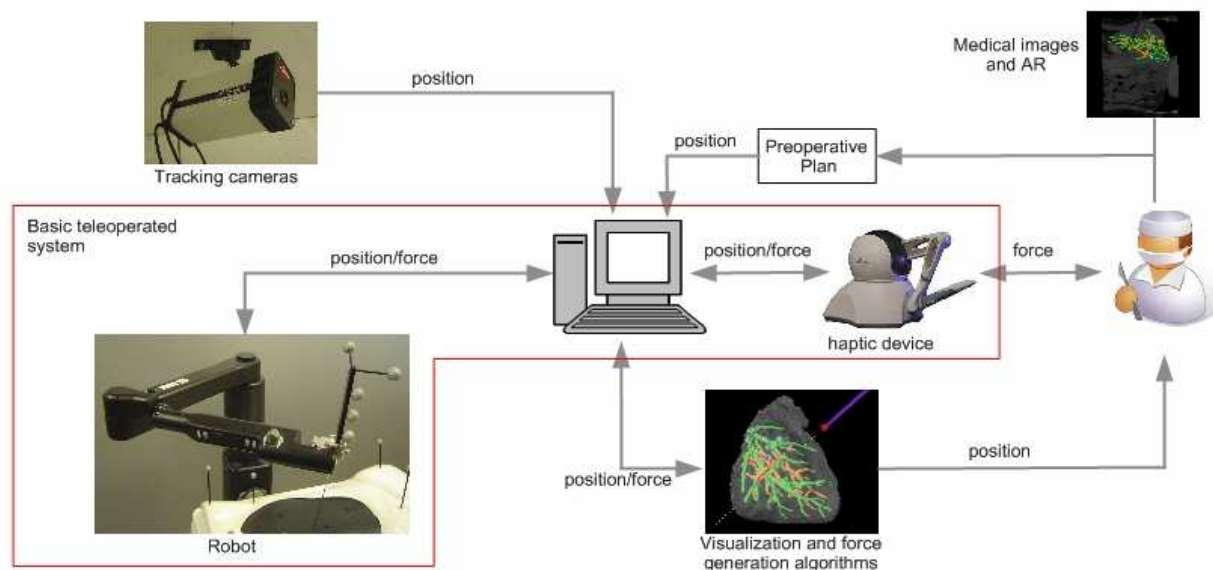 Medical images
and AR
position
Tracking cameras
position
Preoperative
Plan
Basic teleoperated
system
position/force
position/force
force
haptic device
position/force
position
Robot
Visualization and force
generation algorithms